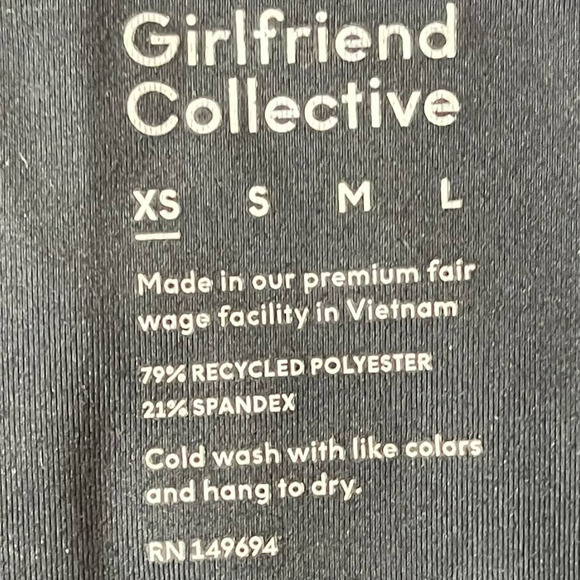 Girlfriend
Collective
XS S M L
Made in our premium fair
wage facility in Vietnam
79% RECYCLED POLYESTER
21% SPANDEX
Cold wash with like colors
and hang to dry.
RN 149694